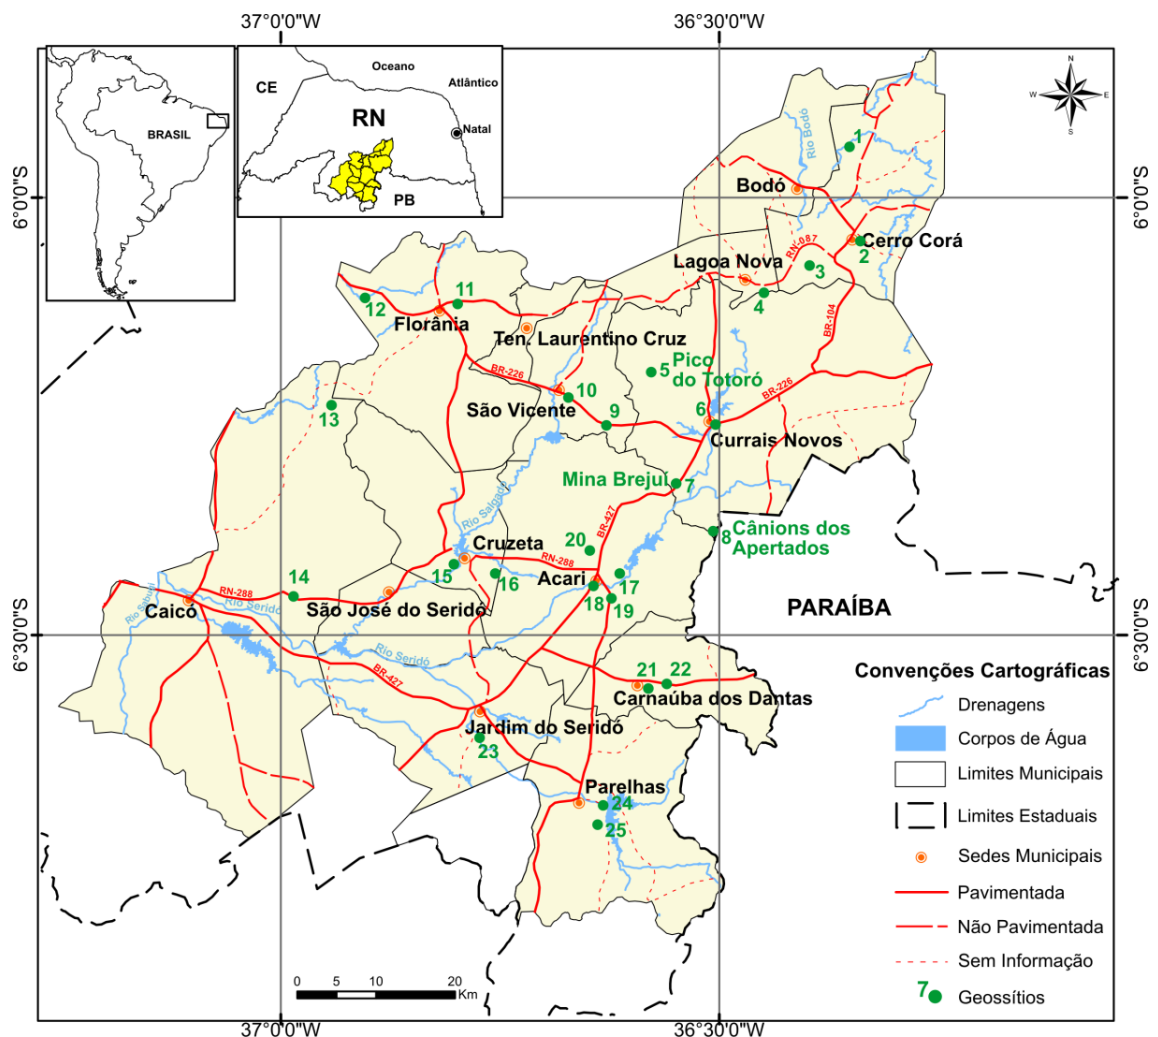 37°0'0"W
36°30'0"W
6°0'0"S
6°0'0"S
6°30'0"S
6°30'0"S
37°0'0"W
36°30'0"W
BRASIL
Oceano
Atlântico
CE
RN
Natal
PB
N
W
E
S
Rio Bodó
1
Bodó
Cerro Corá
2
RN-087
Lagoa Nova
3
4
BR-104
12
11
Florânia
Ten. Laurentino Cruz
BR-226
5
Pico
do Totoró
BR-226
13
10
São Vicente
9
6
Currais Novos
Mina Brejuí
7
Rio Salgado
BR-427
8
Cânions dos
Apertados
20
Cruzeta
RN-288
15
16
Acari
17
18
19
PARAÍBA
14
RN-288
São José do Seridó
Rio Sabugi
Caicó
Rio Seridó
Rio Seridó
BR-427
21
22
Carnaúba dos Dantas
Jardim do Seridó
23
Parelhas
24
25
Convenções Cartográficas
Drenagens
Corpos de Água
Limites Municipais
Limites Estaduais
Sedes Municipais
Pavimentada
Não Pavimentada
Sem Informação
7
Geossítios
0 5 10 20
Km